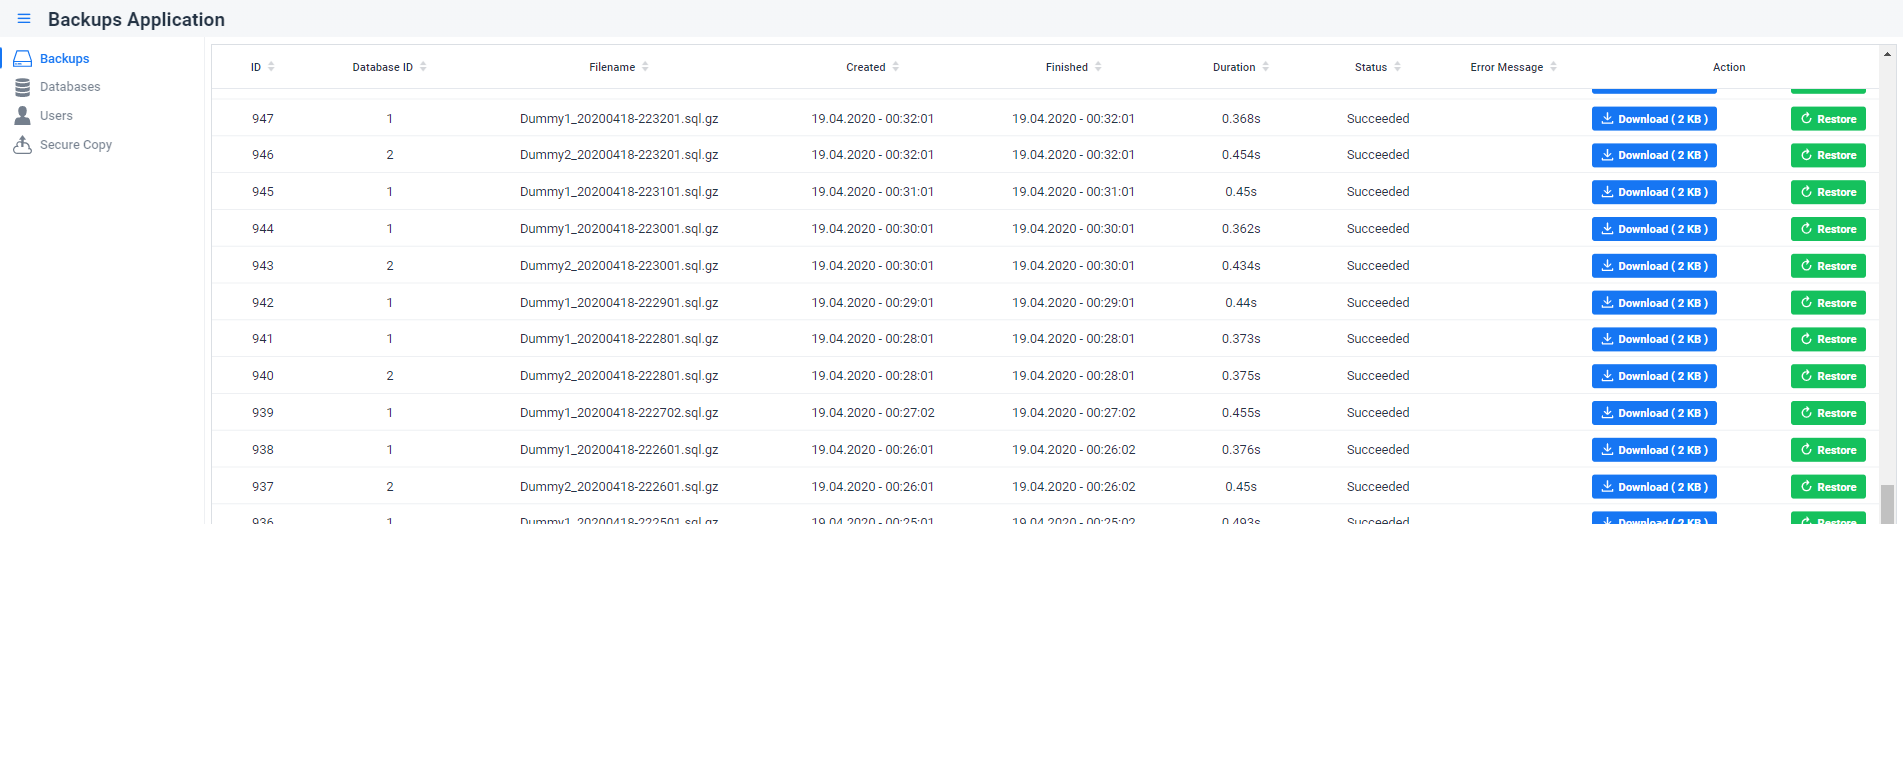 Backups Application
Backups
Databases
Users
Secure Copy
ID Database ID Filename Created Finished Duration Status Error Message Action
947 1 Dummy1_20200418-223201.sql.gz 19.04.2020 - 00:32:01 19.04.2020 - 00:32:01 0.368s Succeeded Download ( 2 KB ) Restore
946 2 Dummy2_20200418-223201.sql.gz 19.04.2020 - 00:32:01 19.04.2020 - 00:32:01 0.454s Succeeded Download ( 2 KB ) Restore
945 1 Dummy1_20200418-223101.sql.gz 19.04.2020 - 00:31:01 19.04.2020 - 00:31:01 0.45s Succeeded Download ( 2 KB ) Restore
944 1 Dummy1_20200418-223001.sql.gz 19.04.2020 - 00:30:01 19.04.2020 - 00:30:01 0.362s Succeeded Download ( 2 KB ) Restore
943 2 Dummy2_20200418-223001.sql.gz 19.04.2020 - 00:30:01 19.04.2020 - 00:30:01 0.434s Succeeded Download ( 2 KB ) Restore
942 1 Dummy1_20200418-222901.sql.gz 19.04.2020 - 00:29:01 19.04.2020 - 00:29:01 0.44s Succeeded Download ( 2 KB ) Restore
941 1 Dummy1_20200418-222801.sql.gz 19.04.2020 - 00:28:01 19.04.2020 - 00:28:01 0.373s Succeeded Download ( 2 KB ) Restore
940 2 Dummy2_20200418-222801.sql.gz 19.04.2020 - 00:28:01 19.04.2020 - 00:28:01 0.375s Succeeded Download ( 2 KB ) Restore
939 1 Dummy1_20200418-222702.sql.gz 19.04.2020 - 00:27:02 19.04.2020 - 00:27:02 0.455s Succeeded Download ( 2 KB ) Restore
938 1 Dummy1_20200418-222601.sql.gz 19.04.2020 - 00:26:01 19.04.2020 - 00:26:02 0.376s Succeeded Download ( 2 KB ) Restore
937 2 Dummy2_20200418-222601.sql.gz 19.04.2020 - 00:26:01 19.04.2020 - 00:26:02 0.45s Succeeded Download ( 2 KB ) Restore
936 1 Dummy1_20200418-222501.sql.gz 19.04.2020 - 00:25:01 19.04.2020 - 00:25:02 0.493s Succeeded Download ( 2 KB ) Restore